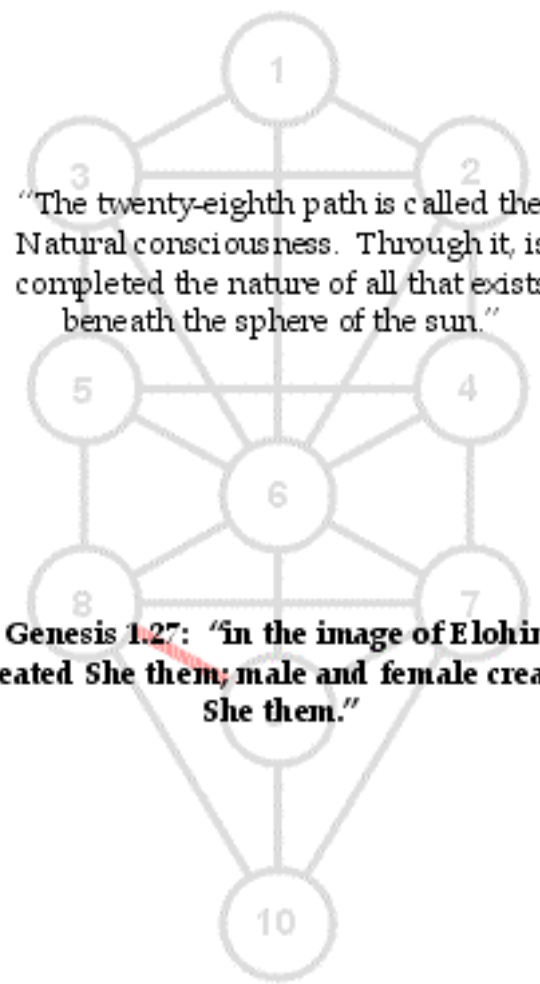 1
3
2
“The twenty-eighth path is called the
Natural consciousness. Through it, is
completed the nature of all that exists
beneath the sphere of the sun.”
5
4
6
8
7
Genesis 1.27: “in the image of Elohim
eated She them; male and female crea
She them.”
10